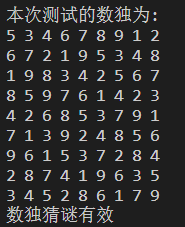 本次测试的数独为:
5 3 4 6 7 8 9 1 2
6 7 2 1 9 5 3 4 8
1 9 8 3 4 2 5 6 7
8 5 9 7 6 1 4 2 3
4 2 6 8 5 3 7 9 1
7 1 3 9 2 4 8 5 6
9 6 1 5 3 7 2 8 4
2 8 7 4 1 9 6 3 5
3 4 5 2 8 6 1 7 9
数独猜谜有效